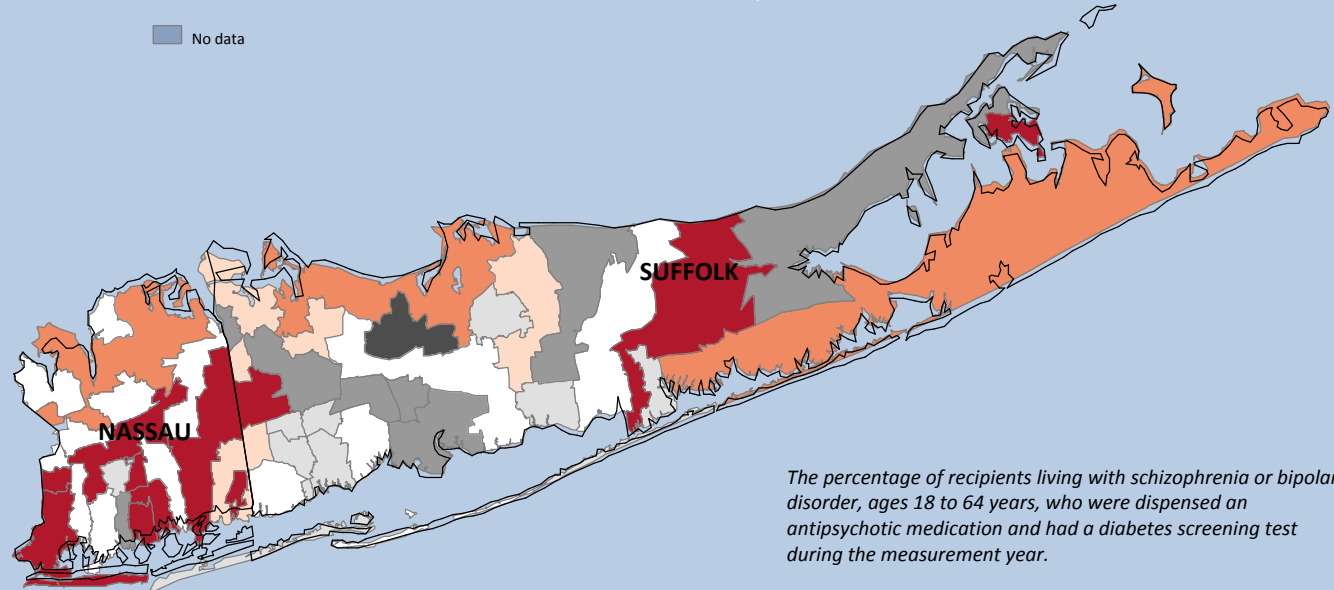 No data
SUFFOLK
NASSAU
The percentage of recipients living with schizophrenia or bipolar
disorder, ages 18 to 64 years, who were dispensed an
antipsychotic medication and had a diabetes screening test
during the measurement year.